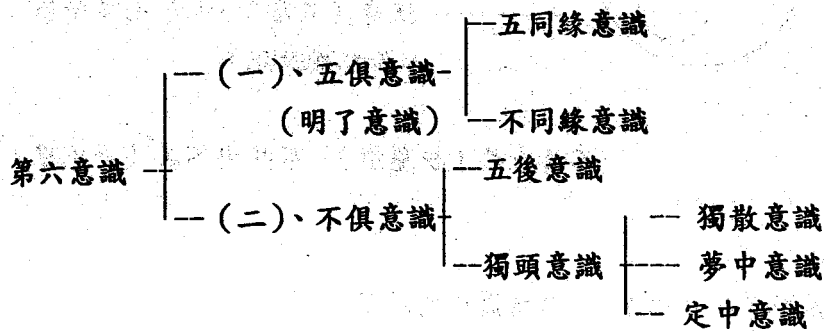 五同緣意識
(一)、五俱意識
(明了意識)
不同緣意識
第六意識
五後意識
(二)、不俱意識
獨散意識
獨頭意識
夢中意識
定中意識